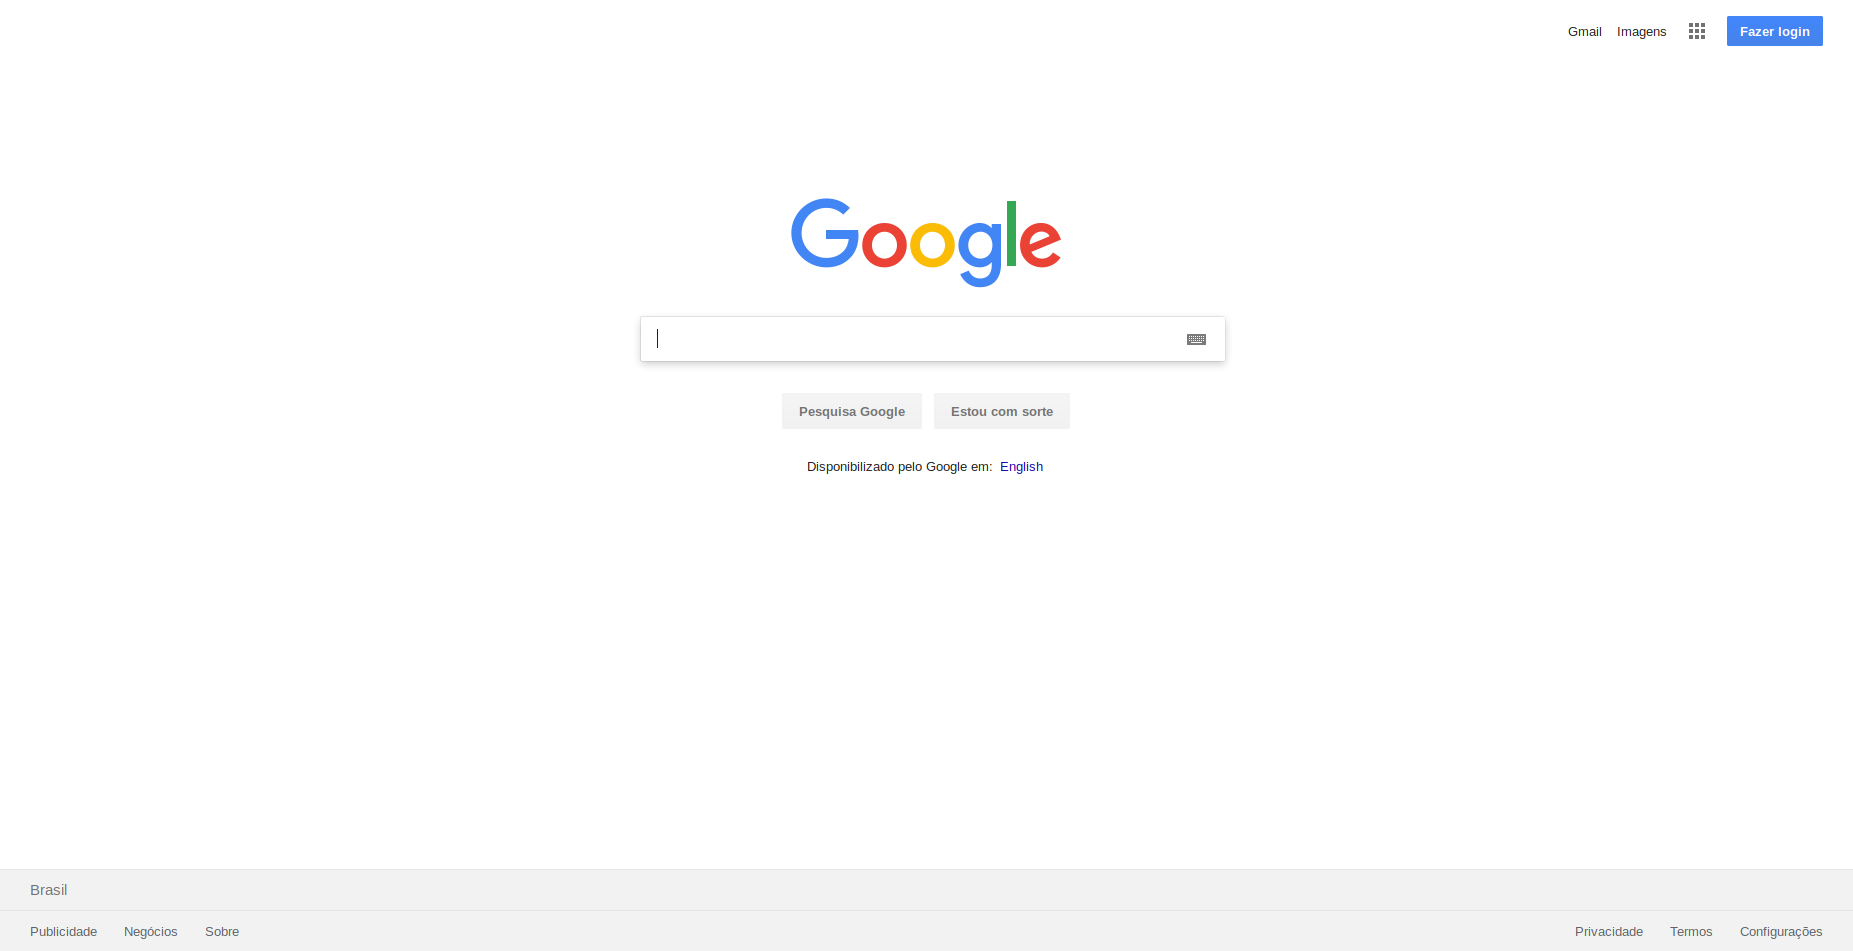 Gmail Imagens Fazer login
Google
Pesquisa Google Estou com sorte
Disponibilizado pelo Google em: English
Brasil
Publicidade Negócios Sobre Privacidade Termos Configurações